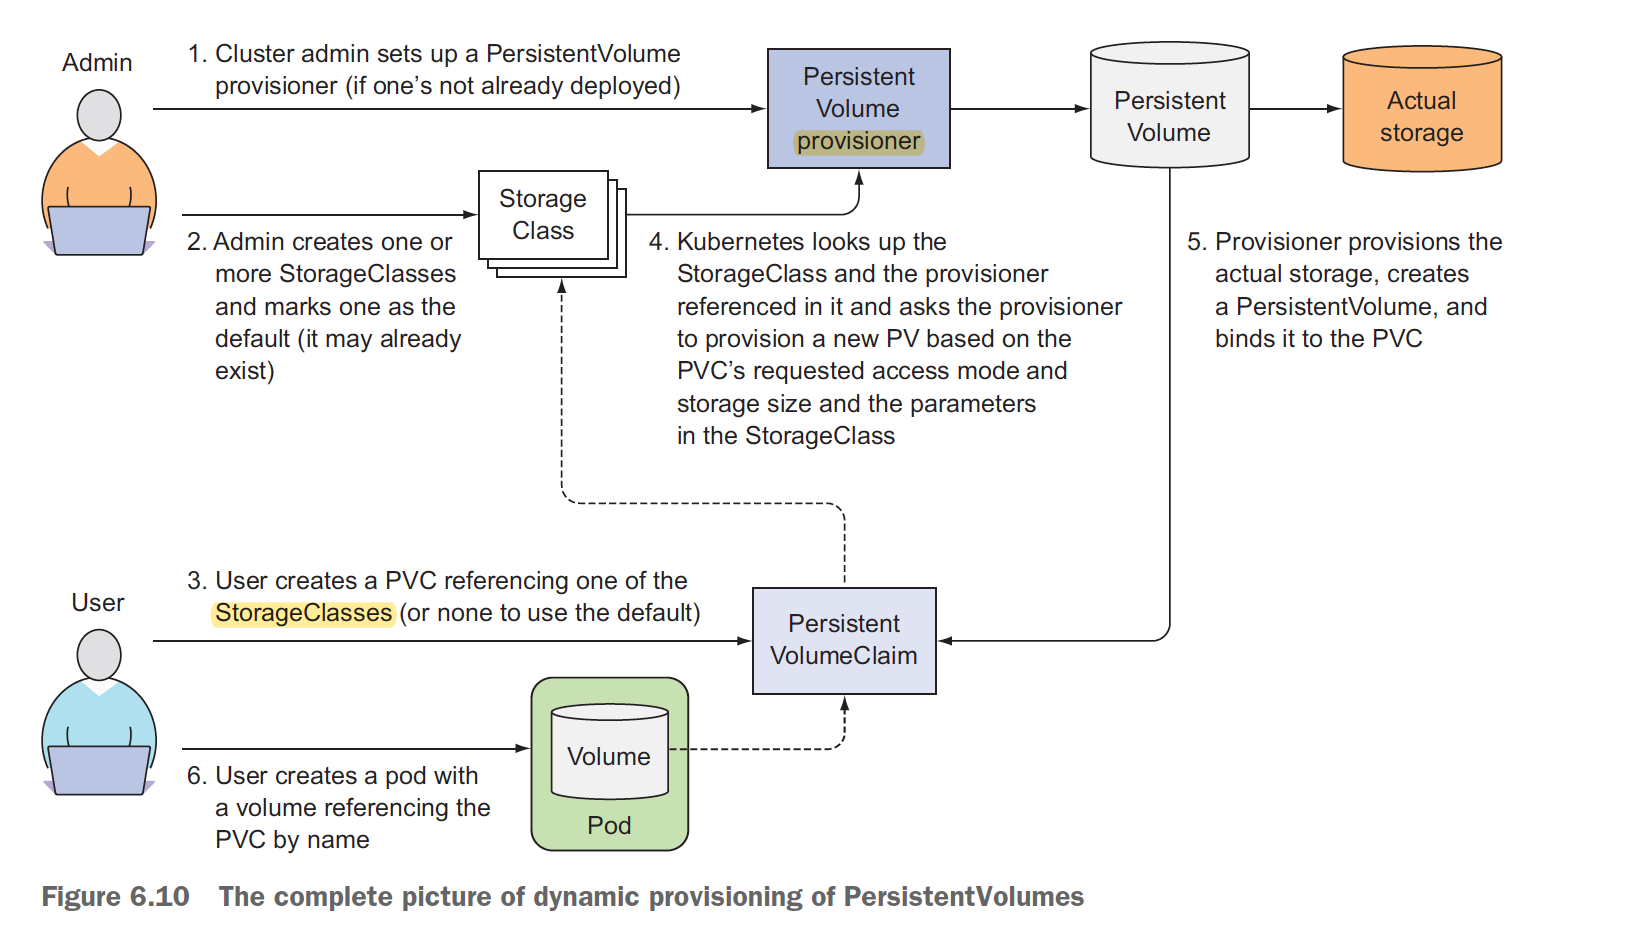 Admin
1. Cluster admin sets up a PersistentVolume
provisioner (if one’s not already deployed)
Persistent
Volume
provisioner
Persistent
Volume
Actual
storage
Storage
Class
2. Admin creates one or
more StorageClasses
and marks one as the
default (it may already
exist)
4. Kubernetes looks up the
StorageClass and the provisioner
referenced in it and asks the provisioner
to provision a new PV based on the
PVC’s requested access mode and
storage size and the parameters
in the StorageClass
5. Provisioner provisions the
actual storage, creates
a PersistentVolume, and
binds it to the PVC
User
3. User creates a PVC referencing one of the
StorageClasses (or none to use the default)
Persistent
VolumeClaim
Volume
Pod
6. User creates a pod with
a volume referencing the
PVC by name
Figure 6.10 The complete picture of dynamic provisioning of PersistentVolumes